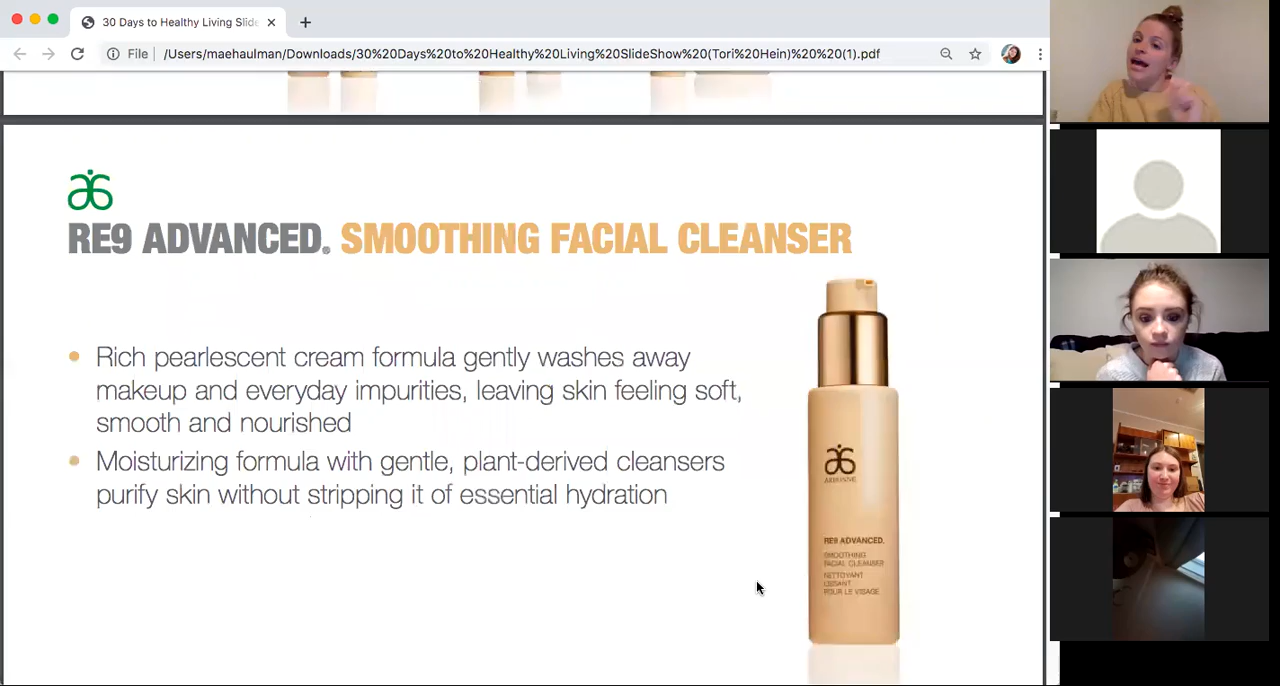 30 Days to Healthy Living Slide
File
/Users/maehaulman/Downloads/30%20Days%20to%20Healthy%20Living%20SlideShow%20(Tori%20Hein)%20%20(1).pdf
RE9 ADVANCED. SMOOTHING FACIAL CLEANSER
Rich pearlescent cream formula gently washes away
makeup and everyday impurities, leaving skin feeling soft,
smooth and nourished
Moisturizing formula with gentle, plant-derived cleansers
purify skin without stripping it of essential hydration
ARBONNE
RE9 ADVANCED.
SMOOTHING
FACIAL CLEANSER
NETTOYANT
LISSANT
POUR LE VISAGE